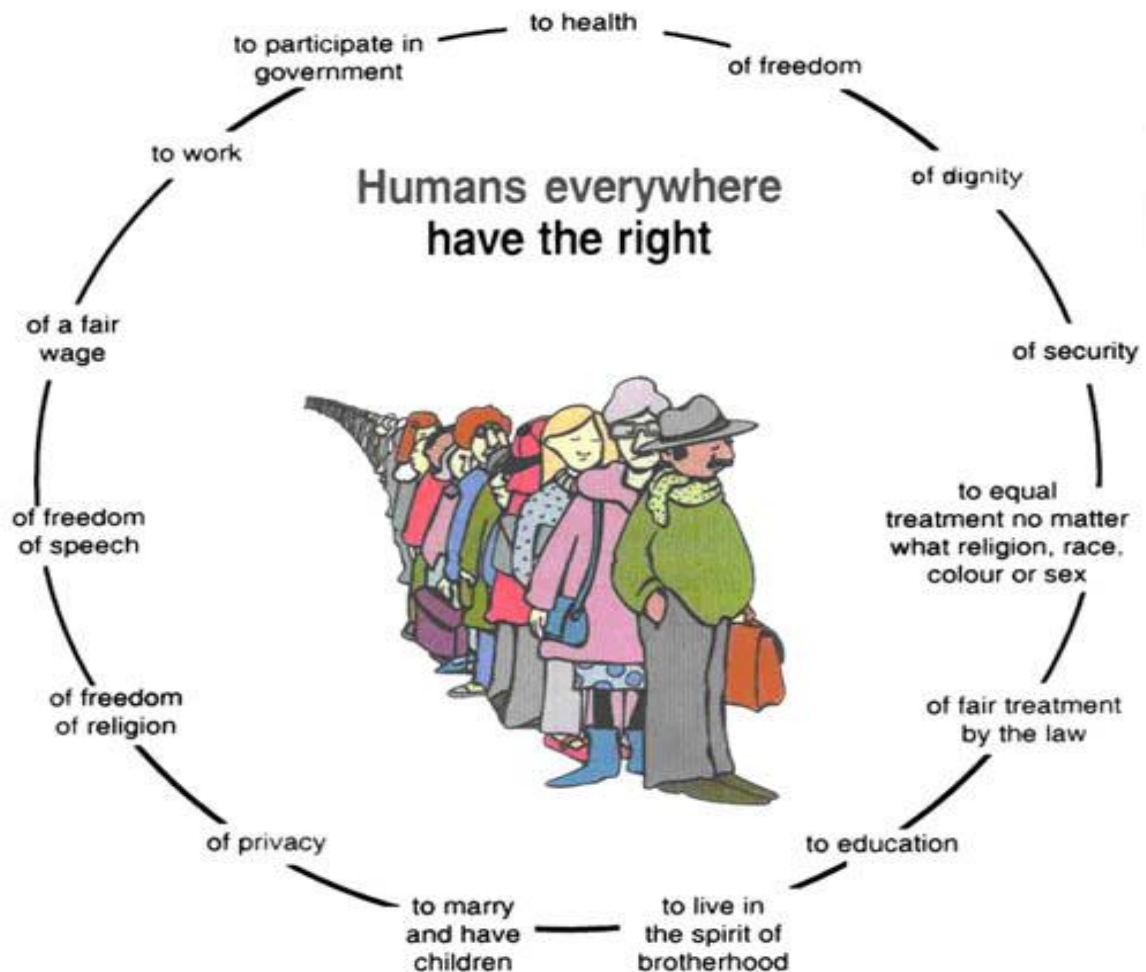 Humans everywhere
have the right
to health
of freedom
of dignity
of security
to equal
treatment no matter
what religion, race,
colour or sex
of fair treatment
by the law
to education
to live in
the spirit of
brotherhood
to marry
and have
children
of privacy
of freedom
of religion
of freedom
of speech
of a fair
wage
to work
to participate in
government